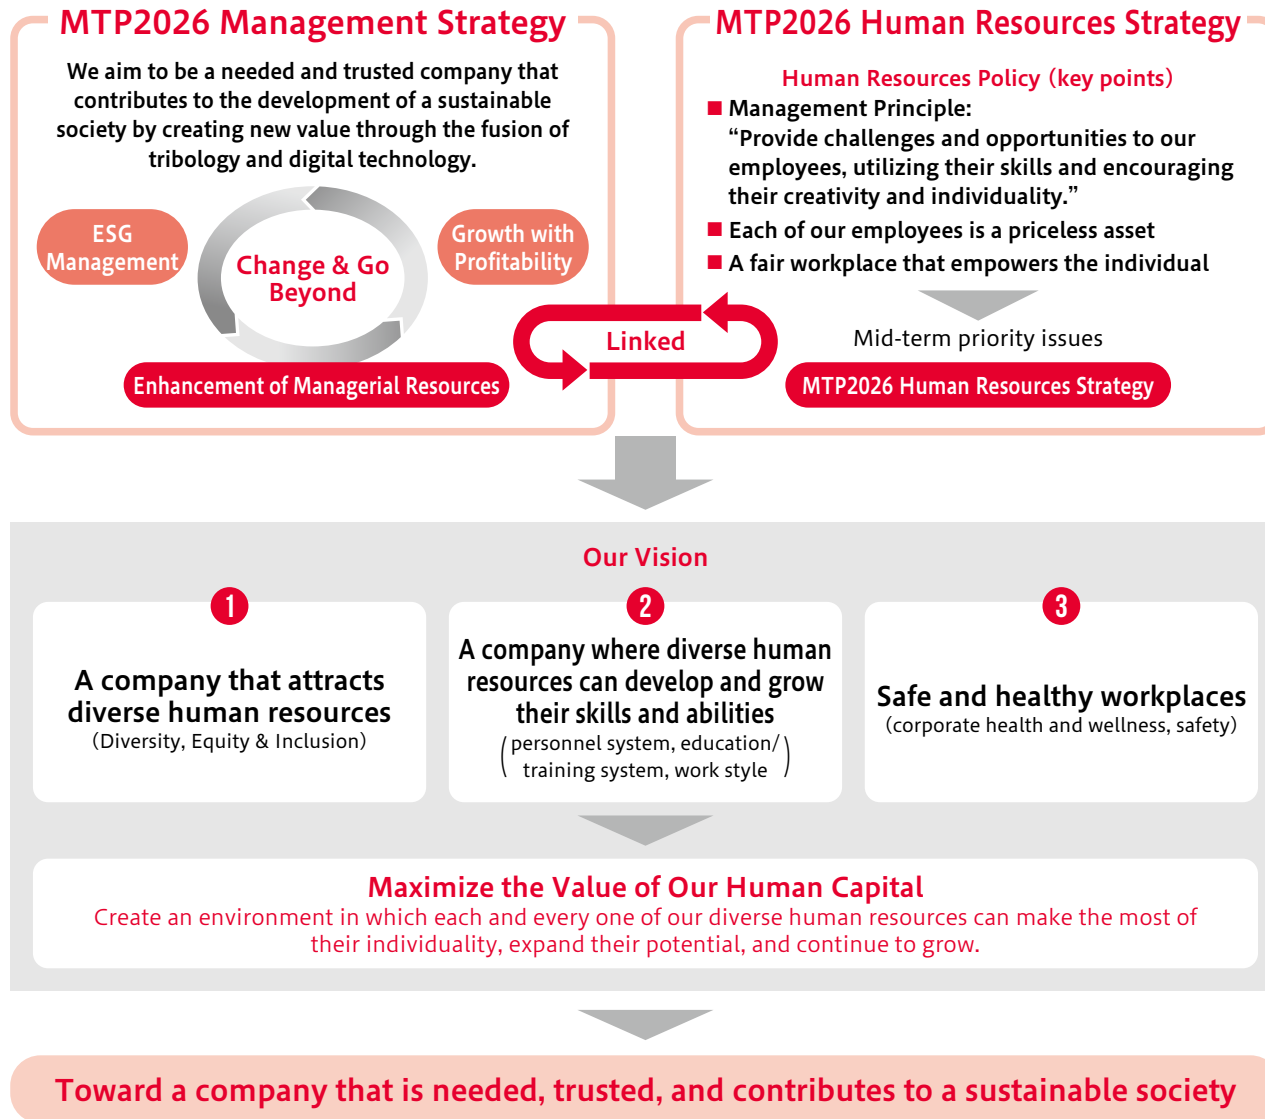 MTP2026 Management Strategy
We aim to be a needed and trusted company that
contributes to the development of a sustainable
society by creating new value through the fusion of
tribology and digital technology.
ESG
Management
Change & Go
Beyond
Growth with
Profitability
Enhancement of Managerial Resources
Linked
MTP2026 Human Resources Strategy
Human Resources Policy (key points)
■ Management Principle:
“Provide challenges and opportunities to our
employees, utilizing their skills and encouraging
their creativity and individuality.”
■ Each of our employees is a priceless asset
■ A fair workplace that empowers the individual
Mid-term priority issues
MTP2026 Human Resources Strategy
Our Vision
1
A company that attracts
diverse human resources
(Diversity, Equity & Inclusion)
2
A company where diverse human
resources can develop and grow
their skills and abilities
(personnel system, education/
training system, work style)
3
Safe and healthy workplaces
(corporate health and wellness, safety)
Maximize the Value of Our Human Capital
Create an environment in which each and every one of our diverse human resources can make the most of
their individuality, expand their potential, and continue to grow.
Toward a company that is needed, trusted, and contributes to a sustainable society